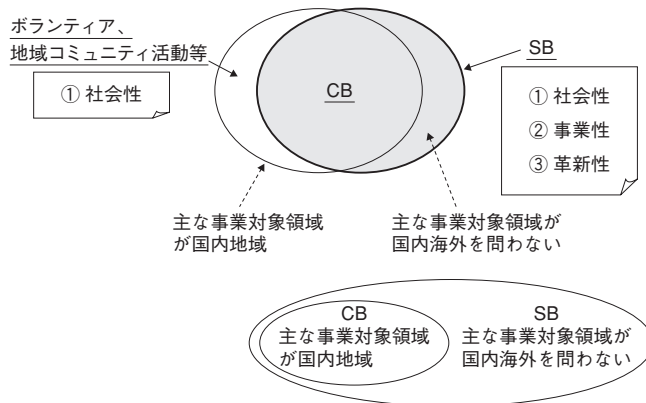 ボランティア、
地域コミュニティ活動等
① 社会性
CB
SB
① 社会性
② 事業性
③ 革新性
主な事業対象領域
が国内地域
主な事業対象領域が
国内海外を問わない
CB
主な事業対象領域
が国内地域
SB
主な事業対象領域が
国内海外を問わない